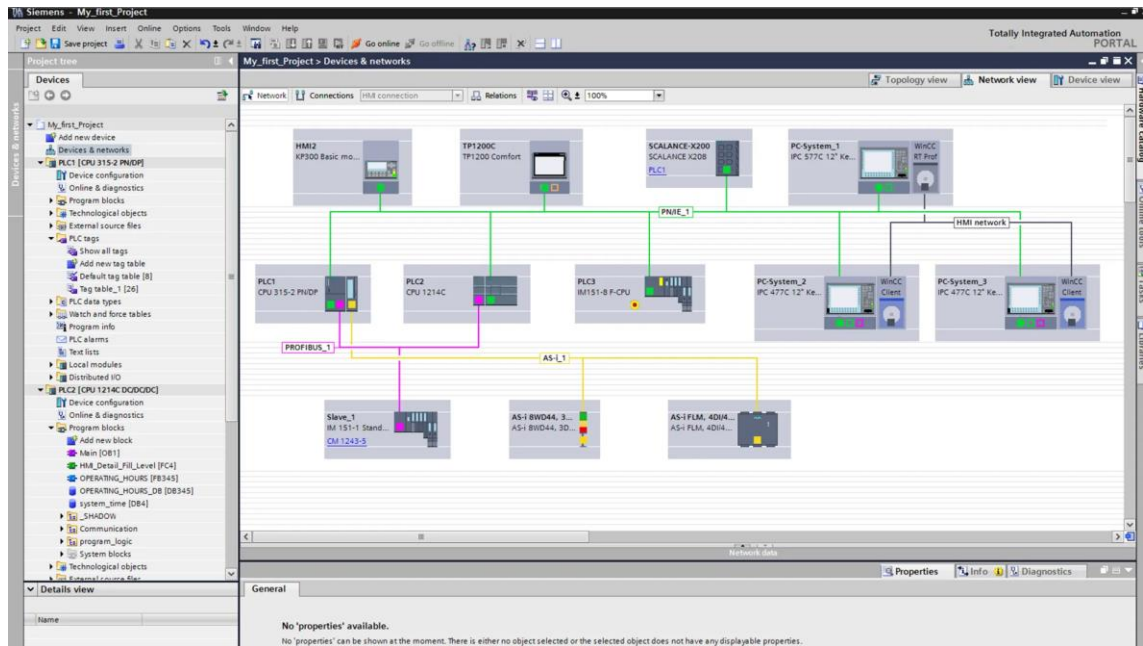 Siemens - My_first_Project
Project Edit View Insert Online Options Tools Window Help
Totally Integrated Automation
PORTAL
Save project
Go online
Go offline
Project tree
My_first_Project > Devices & networks
Devices
Topology view
Network view
Device view
Network
Connections
HMI connection
Relations
100%
Devices & networks
My_first_Project
Add new device
Devices & networks
PLC1 [CPU 315-2 PN/DP]
Device configuration
Online & diagnostics
Program blocks
Technological objects
External source files
PLC tags
Show all tags
Add new tag table
Default tag table [8]
Tag table_1 [26]
PLC data types
Watch and force tables
Program info
PLC alarms
Text lists
Local modules
Distributed I/O
PLC2 [CPU 1214C DC/DC/DC]
Device configuration
Online & diagnostics
Program blocks
Add new block
Main [OB1]
HMI_Detail_Fill_Level [FC4]
OPERATING_HOURS [FB345]
OPERATING_HOURS_DB [DB345]
system_time [DB4]
_SHADOW
Communication
program_logic
System blocks
Technological objects
External source files
Details view
Name
HMI2
KP300 Basic mo...
TP1200C
TP1200 Comfort
SCALANCE-X200
SCALANCE X208
PLC1
PC-System_1
IPC 577C 12" Ke...
WinCC
RT Prof
PN/IE_1
HMI network
PLC1
CPU 315-2 PN/DP
PLC2
CPU 1214C
PLC3
IM151-8 F-CPU
PC-System_2
IPC 477C 12" Ke...
WinCC
Client
PC-System_3
IPC 477C 12" Ke...
WinCC
Client
PROFIBUS_1
AS-i_1
Slave_1
IM 151-1 Stand...
CM 1243-5
AS-i 8WD44, 3...
AS-i 8WD44, 3D...
AS-i FLM, 4DI/4...
AS-i FLM, 4DI/4...
Network data
Properties
Info
Diagnostics
General
No 'properties' available.
No 'properties' can be shown at the moment. There is either no object selected or the selected object does not have any displayable properties.
Hardware catalog
Online tools
Tasks
Libraries